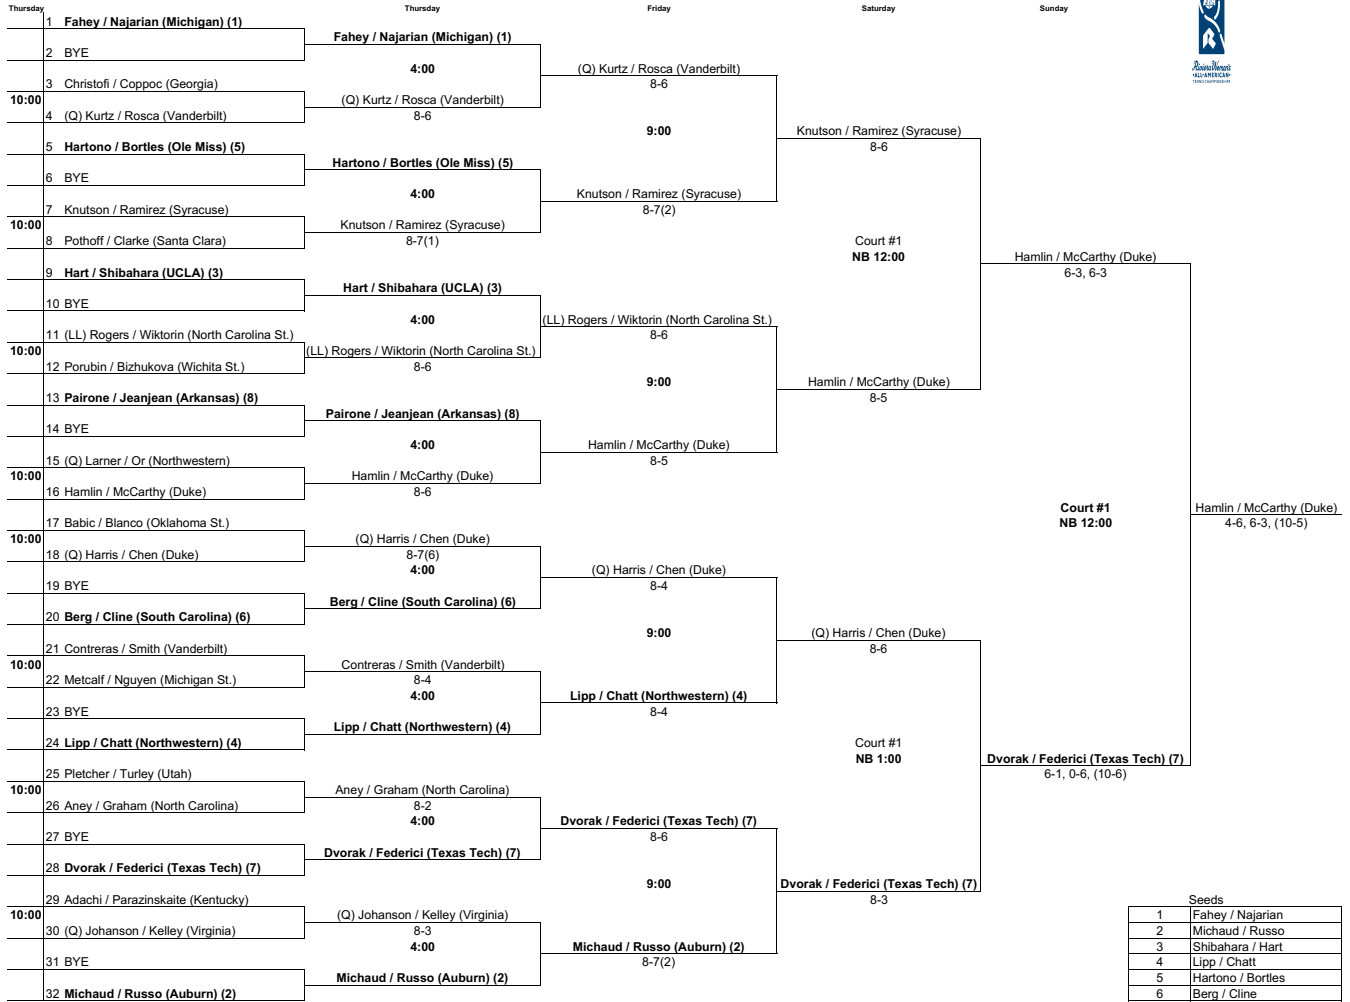 Thursday Thursday Friday Saturday Sunday
1 Fahey / Najarian (Michigan) (1)
Fahey / Najarian (Michigan) (1)
2 BYE
4:00 (Q) Kurtz / Rosca (Vanderbilt)
Riviera Women's
ALL-AMERICAN
TENNIS CHAMPIONSHIPS
3 Christofi / Coppoc (Georgia) 8-6
10:00 (Q) Kurtz / Rosca (Vanderbilt)
4 (Q) Kurtz / Rosca (Vanderbilt) 8-6
9:00 Knutson / Ramirez (Syracuse)
5 Hartono / Bortles (Ole Miss) (5) 8-6
Hartono / Bortles (Ole Miss) (5)
6 BYE
4:00 Knutson / Ramirez (Syracuse)
7 Knutson / Ramirez (Syracuse) 8-7(2)
10:00 Knutson / Ramirez (Syracuse)
8 Pothoff / Clarke (Santa Clara) 8-7(1) Court #1
NB 12:00 Hamlin / McCarthy (Duke)
9 Hart / Shibahara (UCLA) (3) 6-3, 6-3
Hart / Shibahara (UCLA) (3)
10 BYE
4:00 (LL) Rogers / Wiktorin (North Carolina St.)
11 (LL) Rogers / Wiktorin (North Carolina St.) 8-6
10:00 (LL) Rogers / Wiktorin (North Carolina St.)
12 Porubin / Bizhukova (Wichita St.) 8-6
9:00 Hamlin / McCarthy (Duke)
13 Pairone / Jeanjean (Arkansas) (8) 8-5
Pairone / Jeanjean (Arkansas) (8)
14 BYE
4:00 Hamlin / McCarthy (Duke)
15 (Q) Larner / Or (Northwestern) 8-5
10:00 Hamlin / McCarthy (Duke)
16 Hamlin / McCarthy (Duke) 8-6
Court #1 Hamlin / McCarthy (Duke)
17 Babic / Blanco (Oklahoma St.) NB 12:00 4-6, 6-3, (10-5)
10:00 (Q) Harris / Chen (Duke)
18 (Q) Harris / Chen (Duke) 8-7(6)
4:00 (Q) Harris / Chen (Duke)
19 BYE 8-4
Berg / Cline (South Carolina) (6)
20 Berg / Cline (South Carolina) (6)
9:00 (Q) Harris / Chen (Duke)
21 Contreras / Smith (Vanderbilt) 8-6
10:00 Contreras / Smith (Vanderbilt)
22 Metcalf / Nguyen (Michigan St.) 8-4
4:00 Lipp / Chatt (Northwestern) (4)
23 BYE 8-4
Lipp / Chatt (Northwestern) (4)
24 Lipp / Chatt (Northwestern) (4) Court #1
NB 1:00 Dvorak / Federici (Texas Tech) (7)
25 Pletcher / Turley (Utah) 6-1, 0-6, (10-6)
10:00 Aney / Graham (North Carolina)
26 Aney / Graham (North Carolina) 8-2
4:00 Dvorak / Federici (Texas Tech) (7)
27 BYE 8-6
Dvorak / Federici (Texas Tech) (7)
28 Dvorak / Federici (Texas Tech) (7)
9:00 Dvorak / Federici (Texas Tech) (7)
29 Adachi / Parazinskaite (Kentucky) 8-3 Seeds
10:00 (Q) Johanson / Kelley (Virginia) 1 Fahey / Najarian
30 (Q) Johanson / Kelley (Virginia) 8-3 2 Michaud / Russo
4:00 Michaud / Russo (Auburn) (2) 3 Shibahara / Hart
31 BYE 8-7(2) 4 Lipp / Chatt
Michaud / Russo (Auburn) (2) 5 Hartono / Bortles
32 Michaud / Russo (Auburn) (2) 6 Berg / Cline